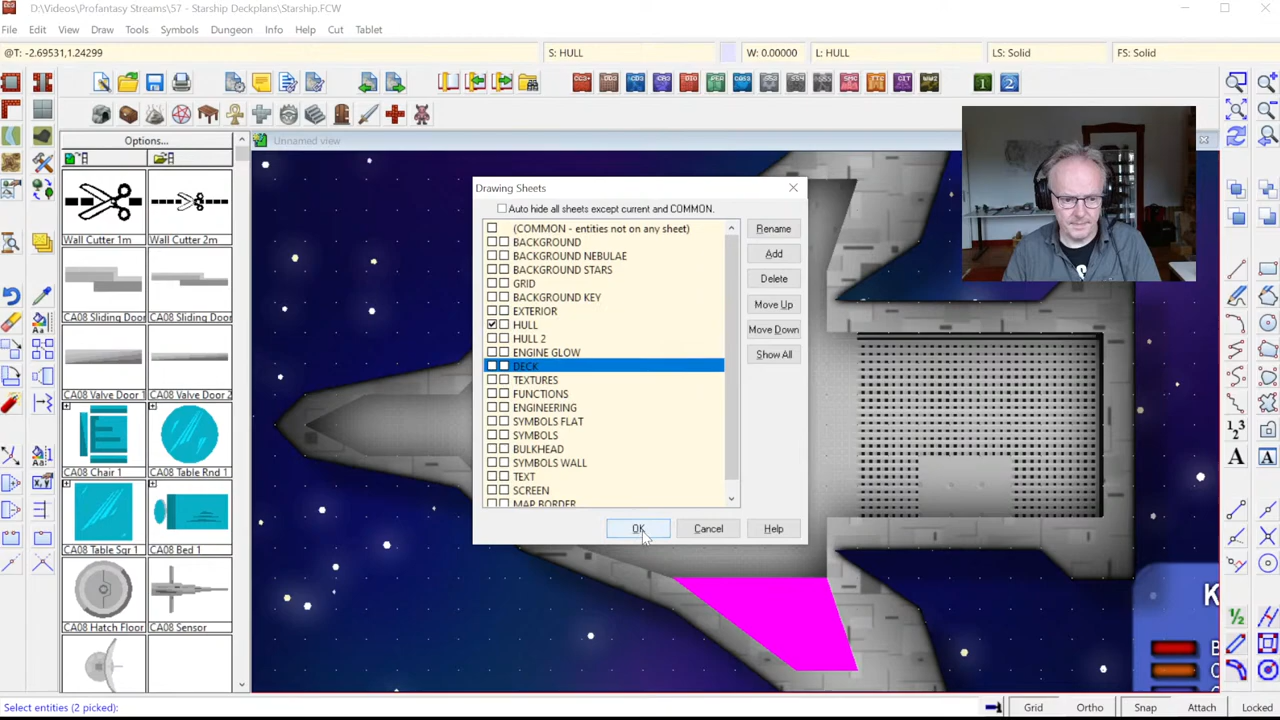 D:\Videos\Profantasy Streams\57 - Starship Deckplans\Starship.FCW
File Edit View Draw Tools Symbols Dungeon Info Help Cut Tablet
@T: -2.69531,1.24299 S: HULL W: 0.00000 L: HULL LS: Solid FS: Solid
Options...
Unnamed view
Wall Cutter 1m Wall Cutter 2m
CA08 Sliding Door CA08 Sliding Door
CA08 Valve Door 1 CA08 Valve Door 2
CA08 Chair 1 CA08 Table Rnd 1
CA08 Table Sqr 1 CA08 Bed 1
CA08 Hatch Floor CA08 Sensor
Drawing Sheets
Auto hide all sheets except current and COMMON.
(COMMON - entities not on any sheet)
BACKGROUND
BACKGROUND NEBULAE
BACKGROUND STARS
GRID
BACKGROUND KEY
EXTERIOR
HULL
HULL 2
ENGINE GLOW
DECK
TEXTURES
FUNCTIONS
ENGINEERING
SYMBOLS FLAT
SYMBOLS
BULKHEAD
SYMBOLS WALL
TEXT
SCREEN
MAP BORDER
Rename
Add
Delete
Move Up
Move Down
Show All
OK Cancel Help
K
B
C
Select entities (2 picked): Grid Ortho Snap Attach Locked